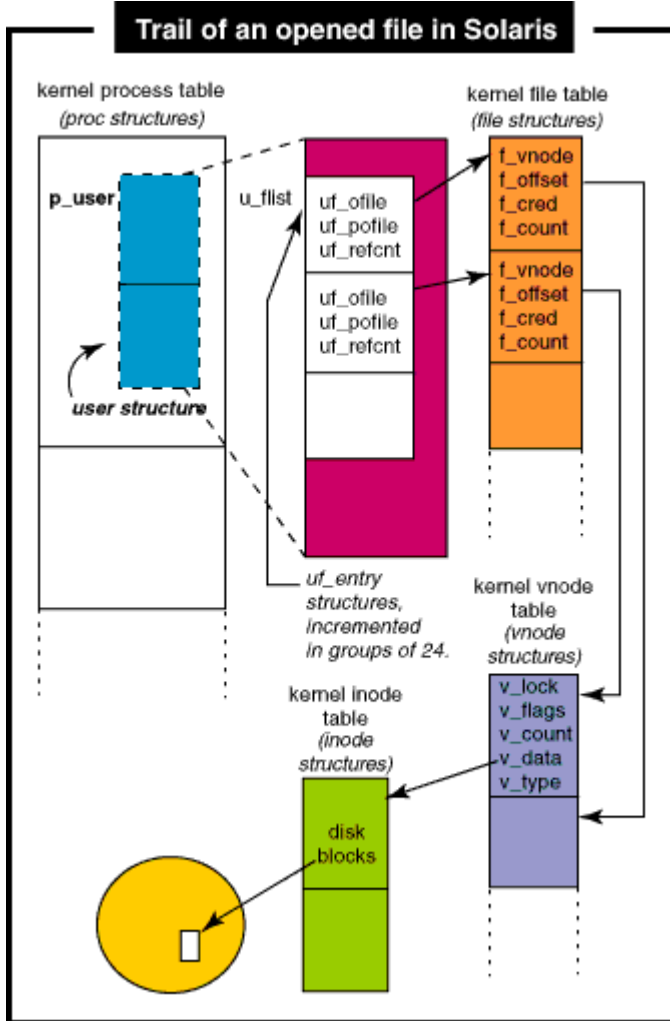 Trail of an opened file in Solaris
kernel process table
(proc structures)
p_user
user structure
u_flist
uf_ofile
uf_pofile
uf_refcnt
uf_ofile
uf_pofile
uf_refcnt
uf_entry
structures,
incremented
in groups of 24.
kernel file table
(file structures)
f_vnode
f_offset
f_cred
f_count
f_vnode
f_offset
f_cred
f_count
kernel vnode
table
(vnode
structures)
v_lock
v_flags
v_count
v_data
v_type
kernel inode
table
(inode
structures)
disk
blocks